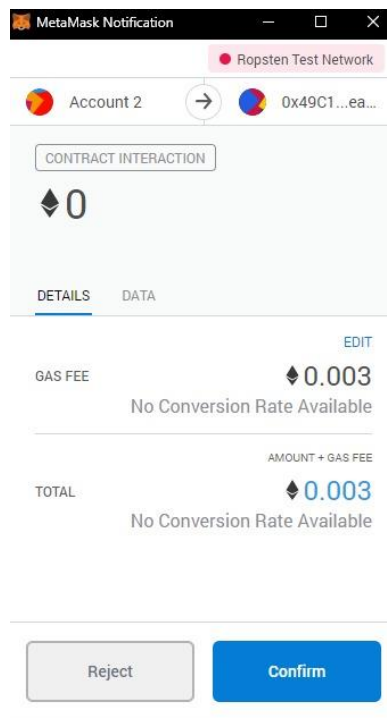 MetaMask Notification
Ropsten Test Network
Account 2
0x49C1...ea...
CONTRACT INTERACTION
0
DETAILS DATA
EDIT
GAS FEE
0.003
No Conversion Rate Available
AMOUNT + GAS FEE
TOTAL
0.003
No Conversion Rate Available
Reject Confirm